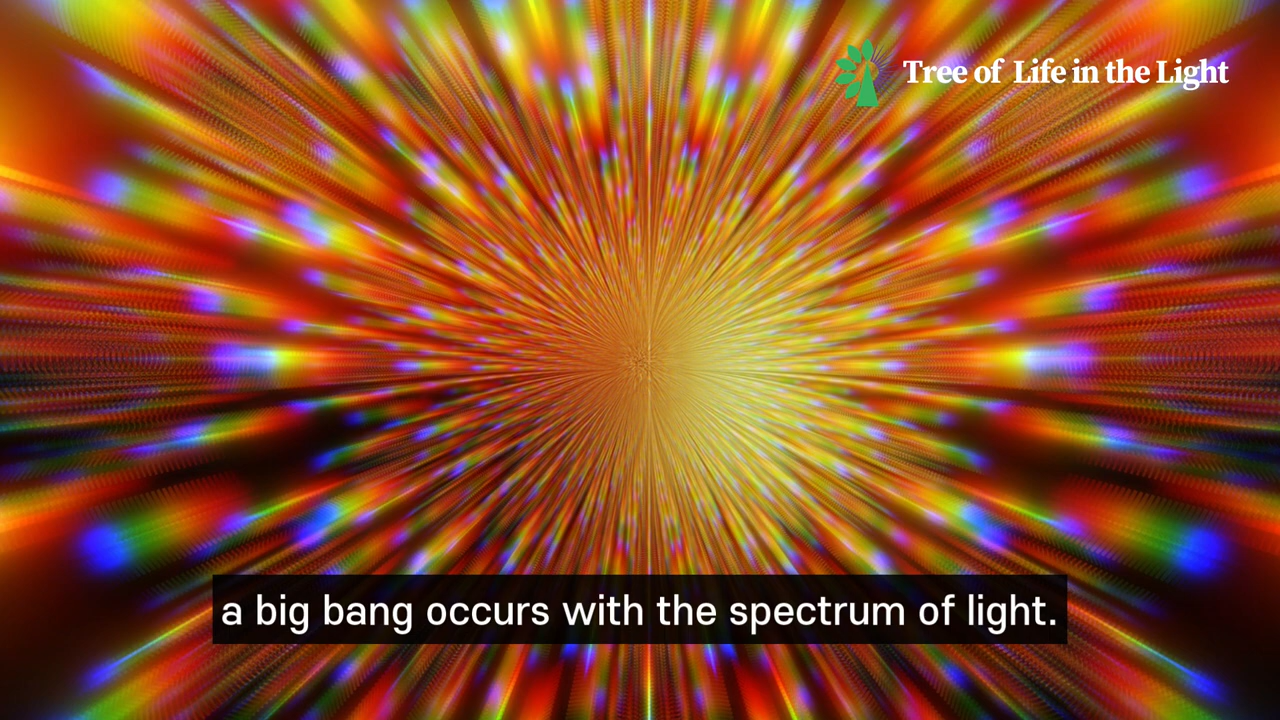 Tree of Life in the Light
a big bang occurs with the spectrum of light.